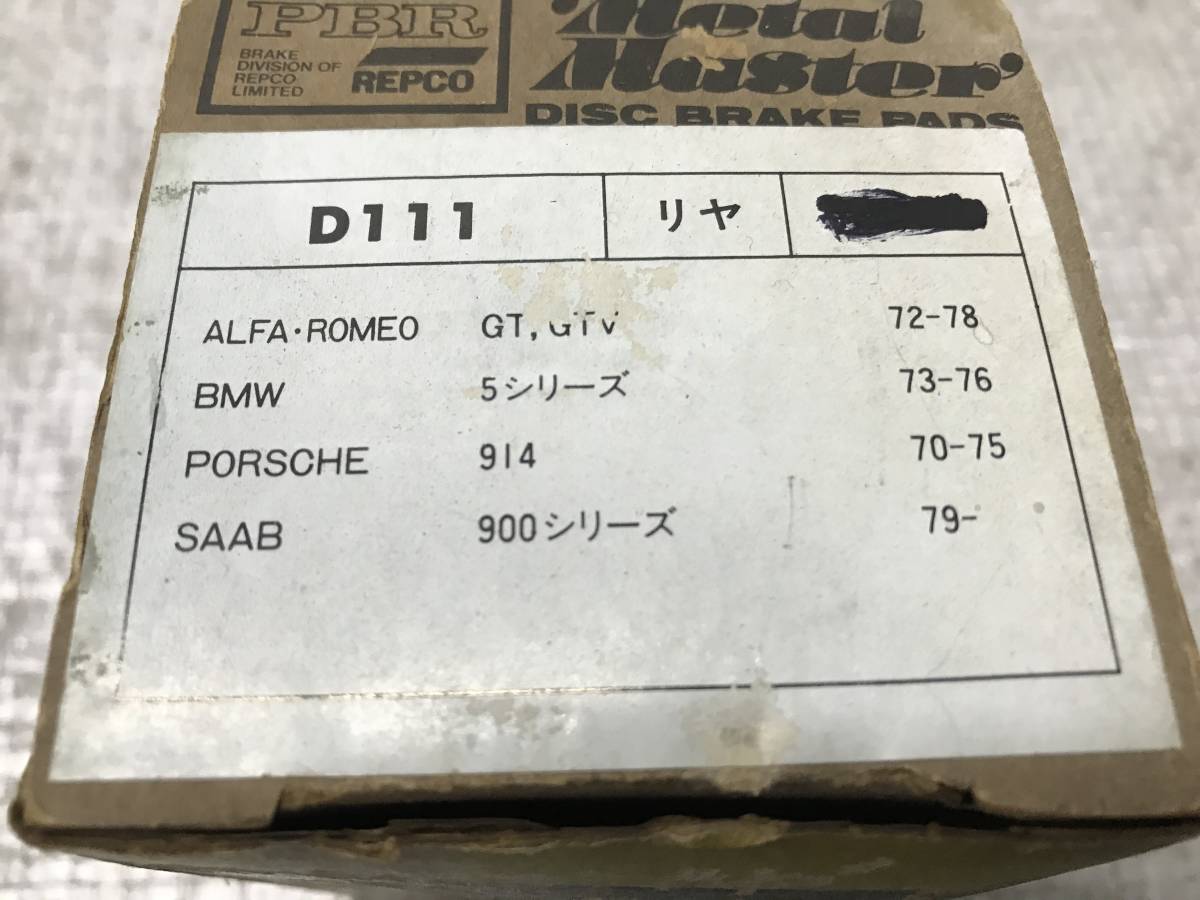 PBR
BRAKE
DIVISION OF
REPCO
LIMITED
REPCO
Metal
Master
DISC BRAKE PADS
D111 リヤ
ALFA・ROMEO GT, GTV 72-78
BMW 5シリーズ 73-76
PORSCHE 914 70-75
SAAB 900シリーズ 79-